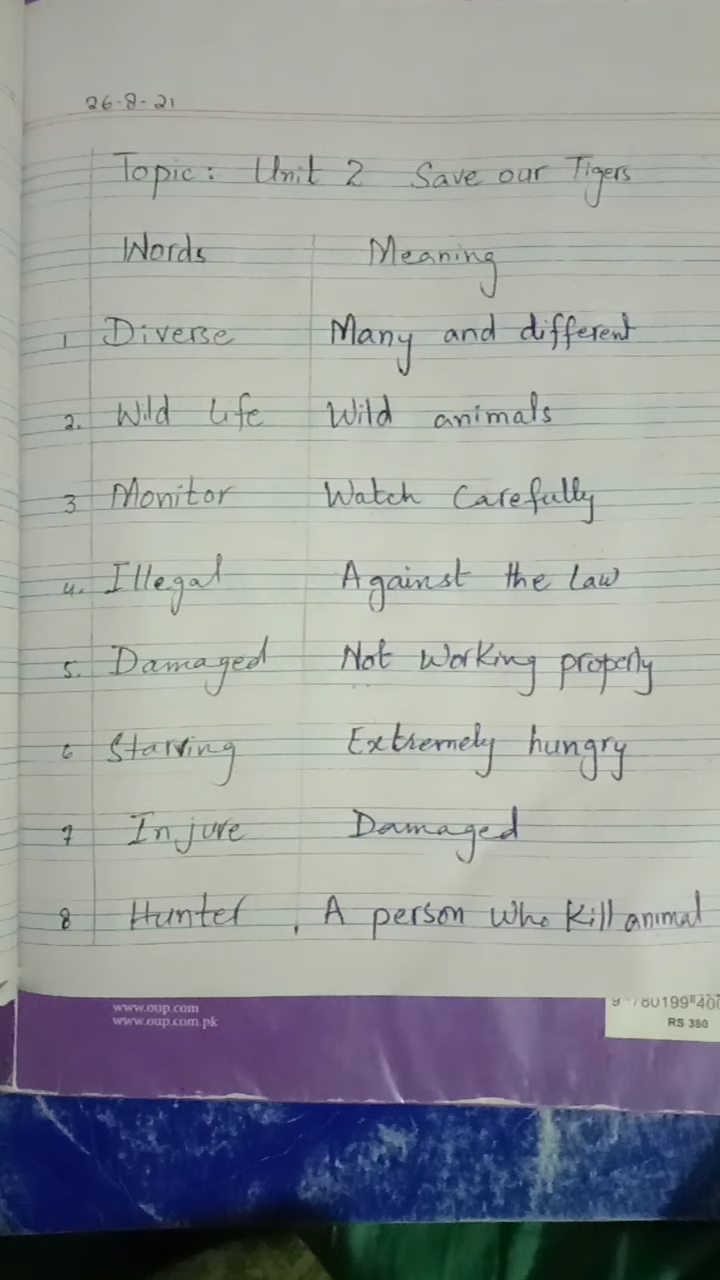 26-8-21
Topic: Unit 2 Save our Tigers
Words Meaning
1 Diverse Many and different
2. Wild life Wild animals
3 Monitor Watch Carefully
4. Illegal Against the law
5. Damaged Not working properly
6 Starving Extremely hungry
7 Injure Damaged
8 Hunter , A person who kill animal
www.oup.com
www.oup.com.pk
RS 380